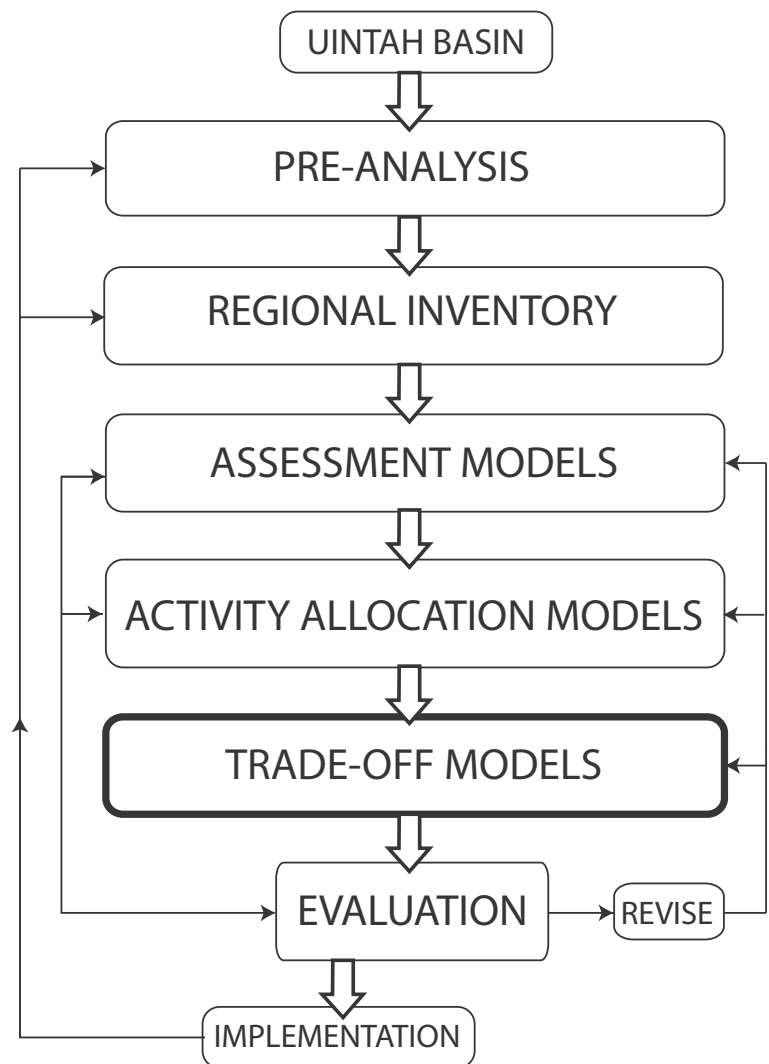 UINTAH BASIN
PRE-ANALYSIS
REGIONAL INVENTORY
ASSESSMENT MODELS
ACTIVITY ALLOCATION MODELS
TRADE-OFF MODELS
EVALUATION
REVISE
IMPLEMENTATION